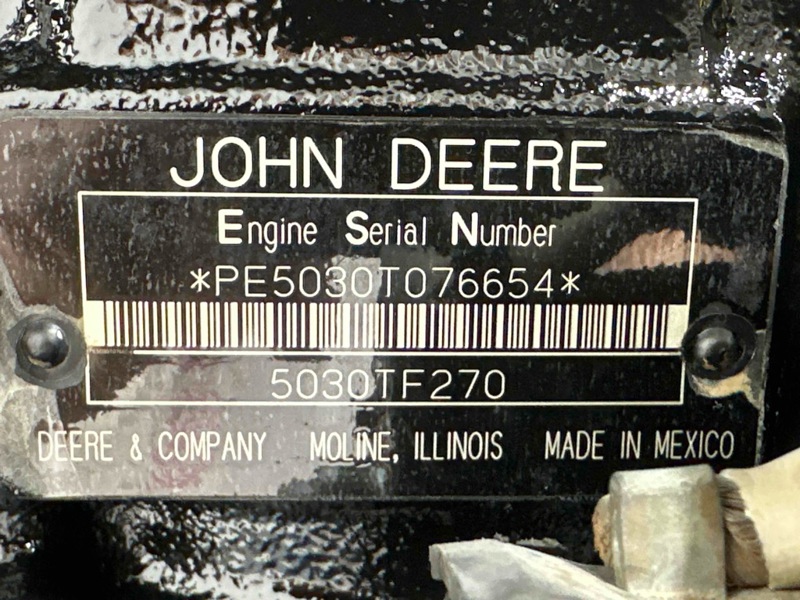 JOHN DEERE
Engine Serial Number
*PE5030T076654*
5030TF270
DEERE & COMPANY MOLINE, ILLINOIS MADE IN MEXICO